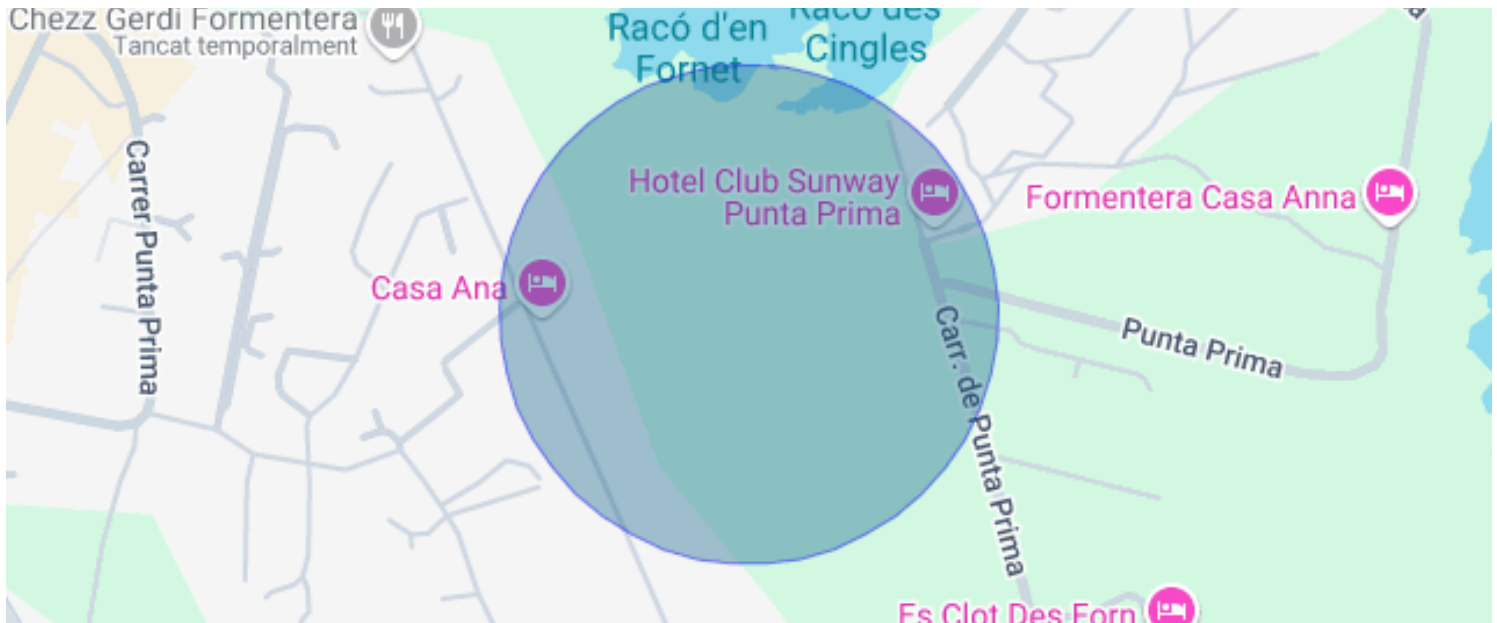 Chezz Gerdi Formentera
Tancat temporalment
Racó d'en
Fornet
Racó des
Cingles
Carrer Punta Prima
Hotel Club Sunway
Punta Prima
Formentera Casa Anna
Casa Ana
Punta Prima
Carr. de Punta Prima
Es Clot Des Forn